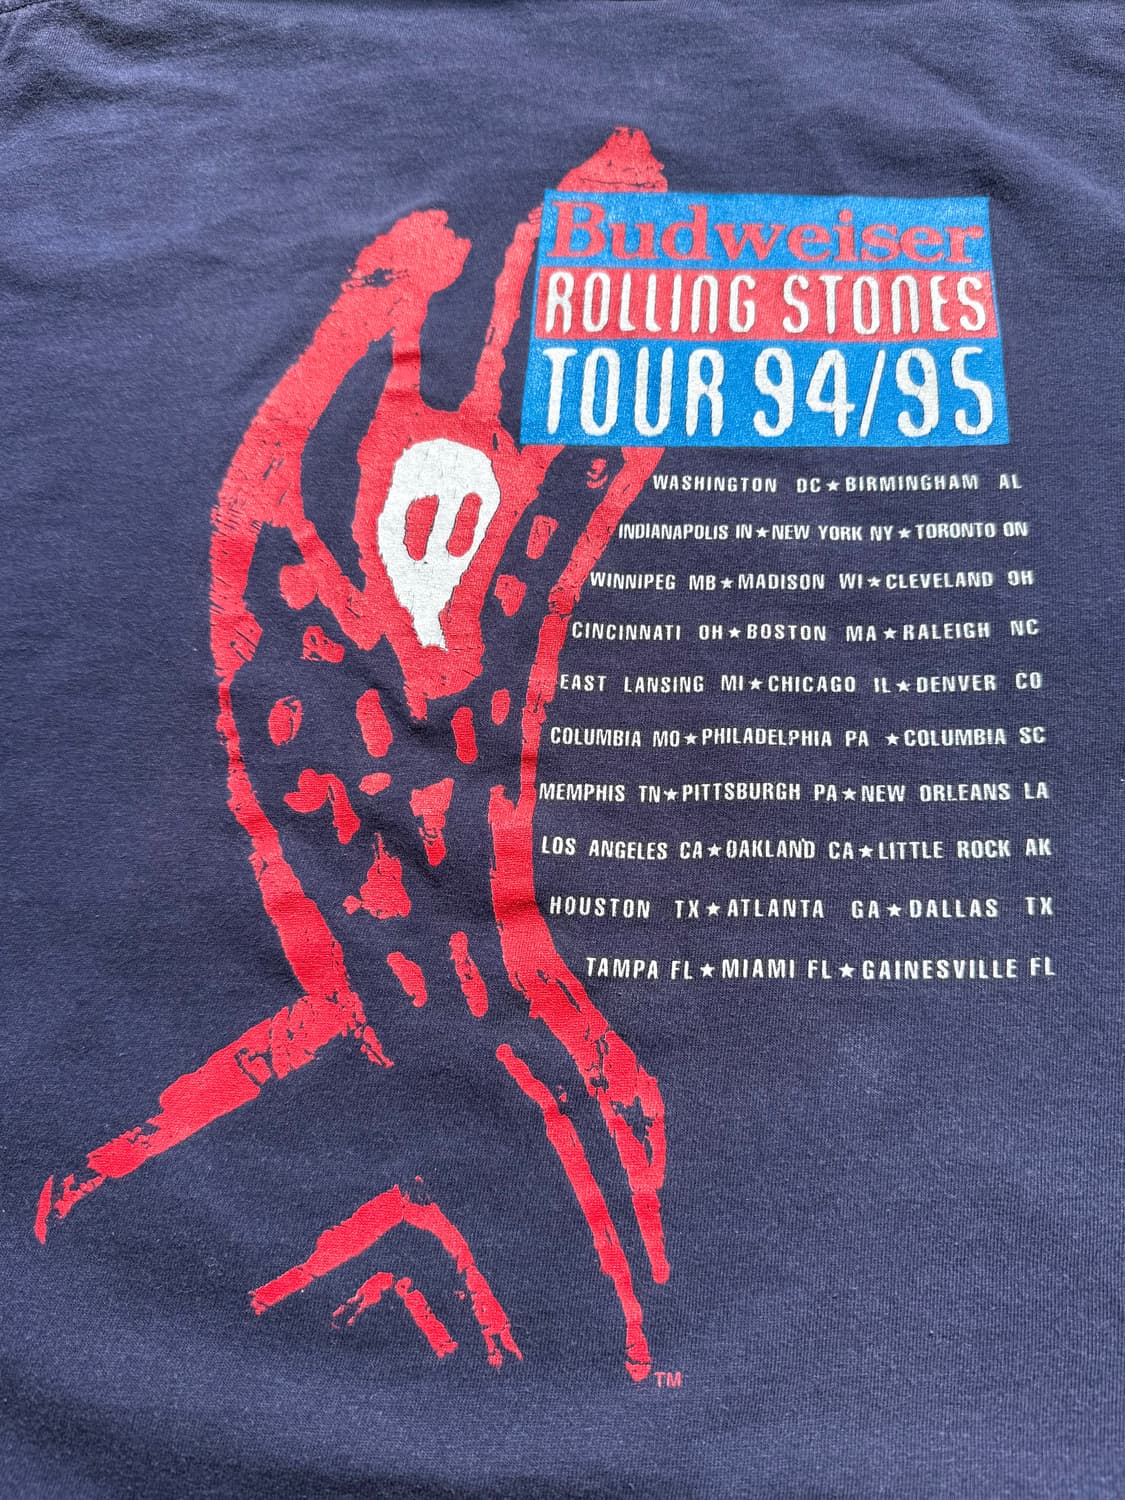 Budweiser
ROLLING STONES
TOUR 94/95
WASHINGTON DC★BIRMINGHAM AL
INDIANAPOLIS IN★NEW YORK NY★TORONTO ON
WINNIPEG MB★MADISON WI★CLEVELAND OH
CINCINNATI OH★BOSTON MA★RALEIGH NC
EAST LANSING MI★CHICAGO IL★DENVER CO
COLUMBIA MO★PHILADELPHIA PA ★COLUMBIA SC
MEMPHIS TN★PITTSBURGH PA★NEW ORLEANS LA
LOS ANGELES CA★OAKLAND CA★LITTLE ROCK AK
HOUSTON TX★ATLANTA GA★DALLAS TX
TAMPA FL★MIAMI FL★GAINESVILLE FL
TM